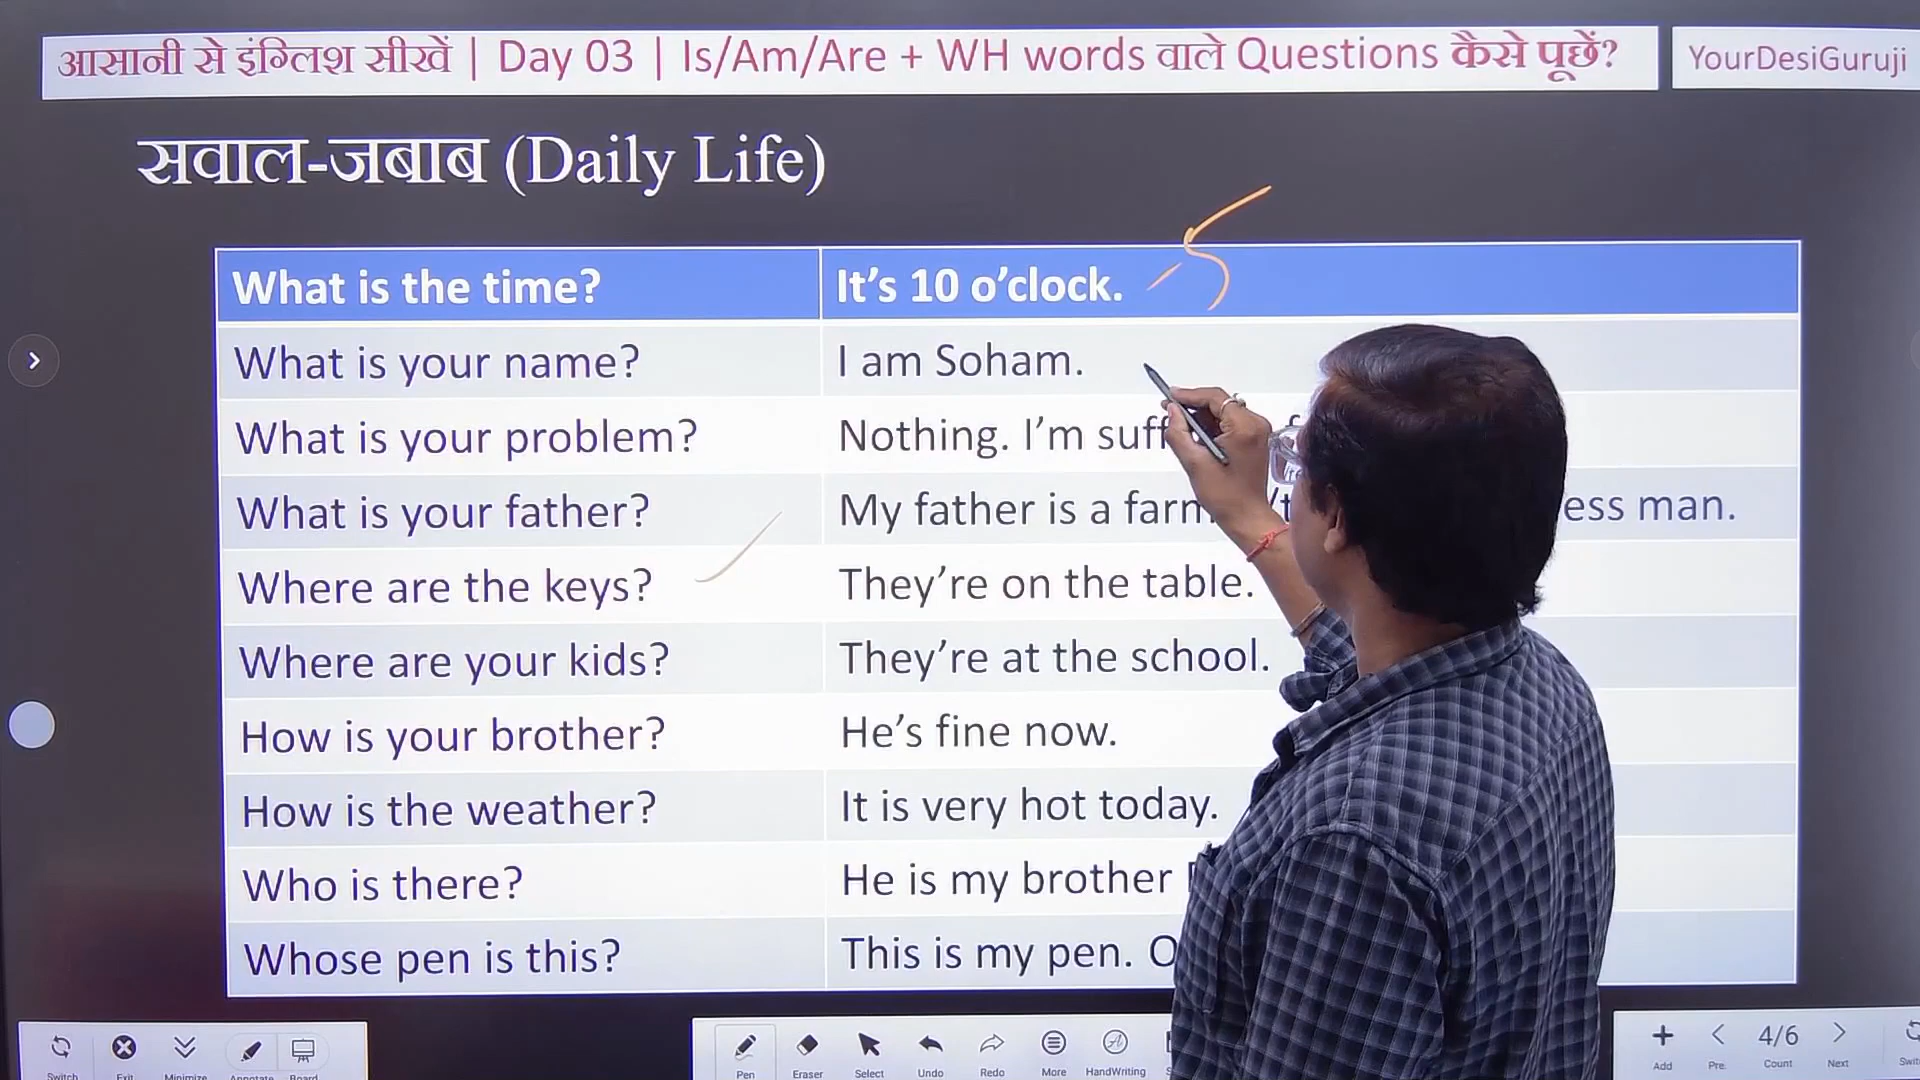 आसानी से इंग्लिश सीखें | Day 03 | Is/Am/Are + WH words वाले Questions कैसे पूछें?
YourDesiGuruji
सवाल-जबाब (Daily Life)
What is the time? It’s 10 o’clock.
What is your name? I am Soham.
What is your problem? Nothing. I’m
What is your father? My father is a man.
Where are the keys? They’re on the table.
Where are your kids? They’re at the school.
How is your brother? He’s fine now.
How is the weather? It is very hot today.
Who is there? He is my brother
Whose pen is this? This is my pen.
Switch Exit Minimize Annotate Board
Pen Eraser Select Undo Redo More HandWriting
Add Pre. 4/6 Count Next